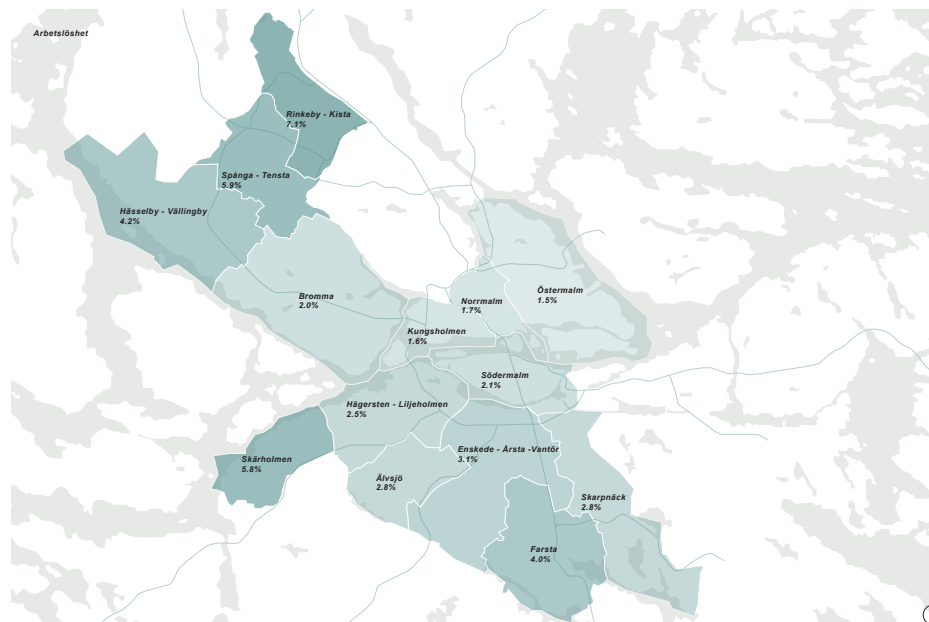 Arbetslöshet
Rinkeby - Kista
7.1%
Spånga - Tensta
5.9%
Hässelby - Vällingby
4.2%
Bromma
2.0%
Norrmalm
1.7%
Östermalm
1.5%
Kungsholmen
1.6%
Södermalm
2.1%
Hägersten - Liljeholmen
2.5%
Enskede - Årsta -Vantör
3.1%
Skärholmen
5.8%
Älvsjö
2.8%
Skarpnäck
2.8%
Farsta
4.0%